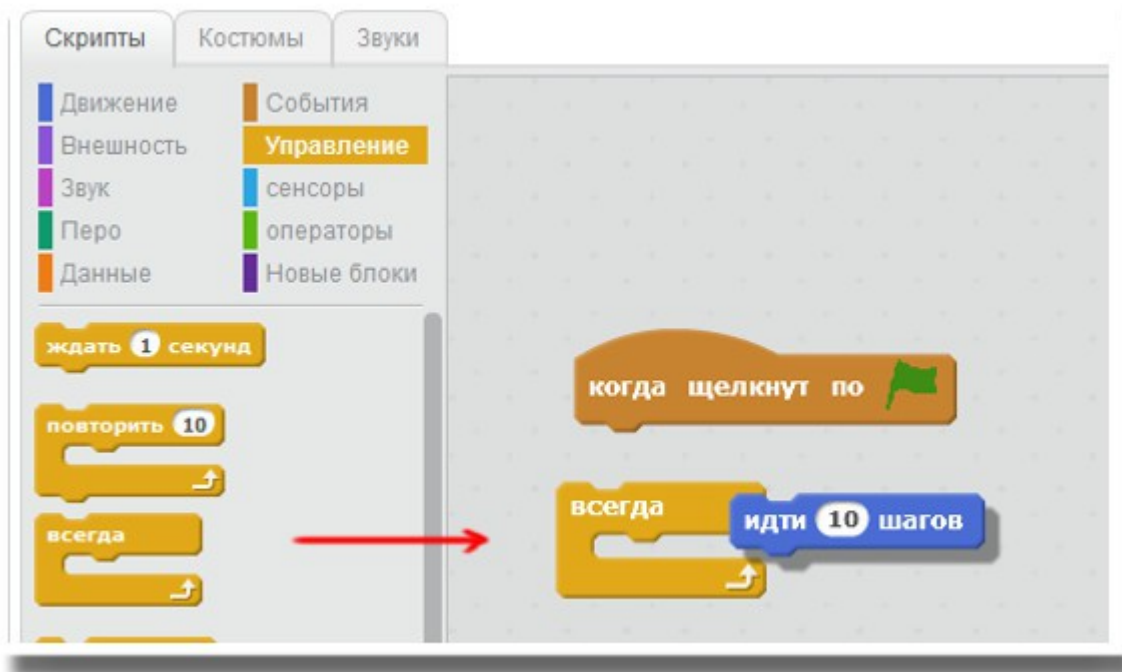 Скрипты Костюмы Звуки
Движение События
Внешность Управление
Звук сенсоры
Перо операторы
Данные Новые блоки
ждать 1 секунд
повторить 10
всегда
когда щелкнут по
всегда
идти 10 шагов